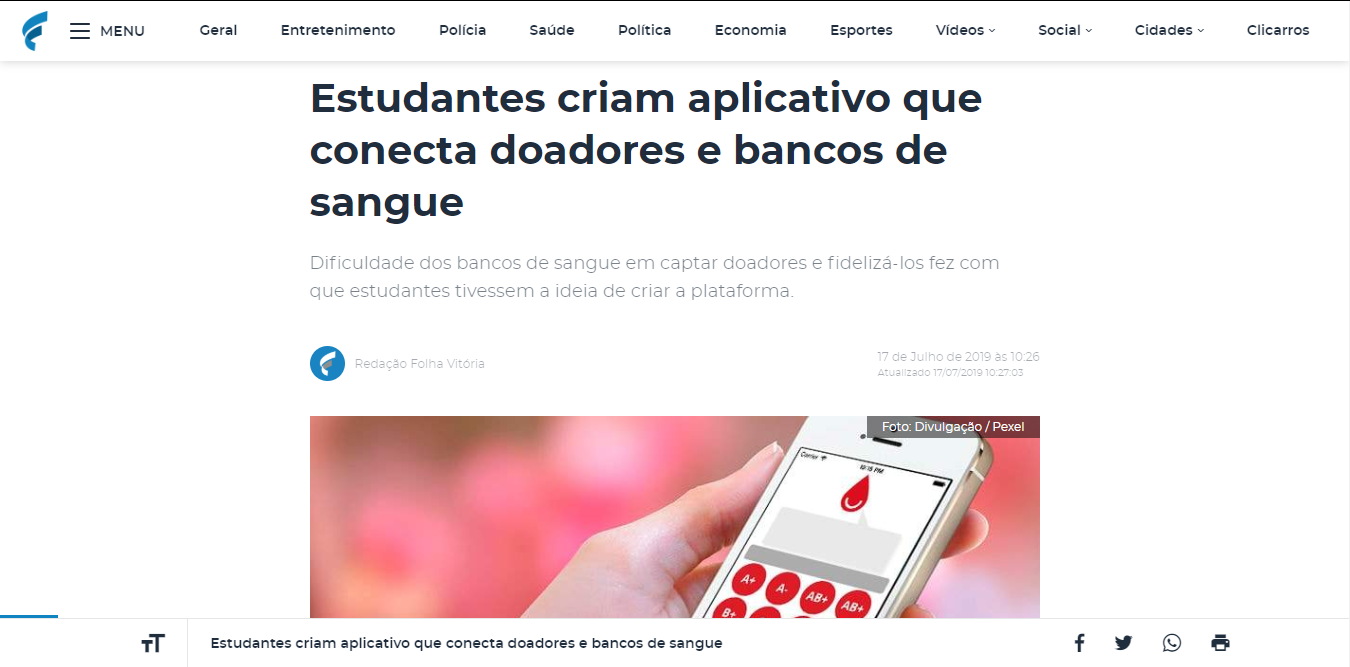 MENU
Geral
Entretenimento
Polícia
Saúde
Política
Economia
Esportes
Vídeos
Social
Cidades
Clicarros
Estudantes criam aplicativo que
conecta doadores e bancos de
sangue
Dificuldade dos bancos de sangue em captar doadores e fidelizá-los fez com
que estudantes tivessem a ideia de criar a plataforma.
Redação Folha Vitória
17 de Julho de 2019 às 10:26
Atualizado 17/07/2019 10:27:03
Foto: Divulgação / Pexel
Carrier
10:15 PM
A+
A-
AB+
AB+
B+
TT
Estudantes criam aplicativo que conecta doadores e bancos de sangue